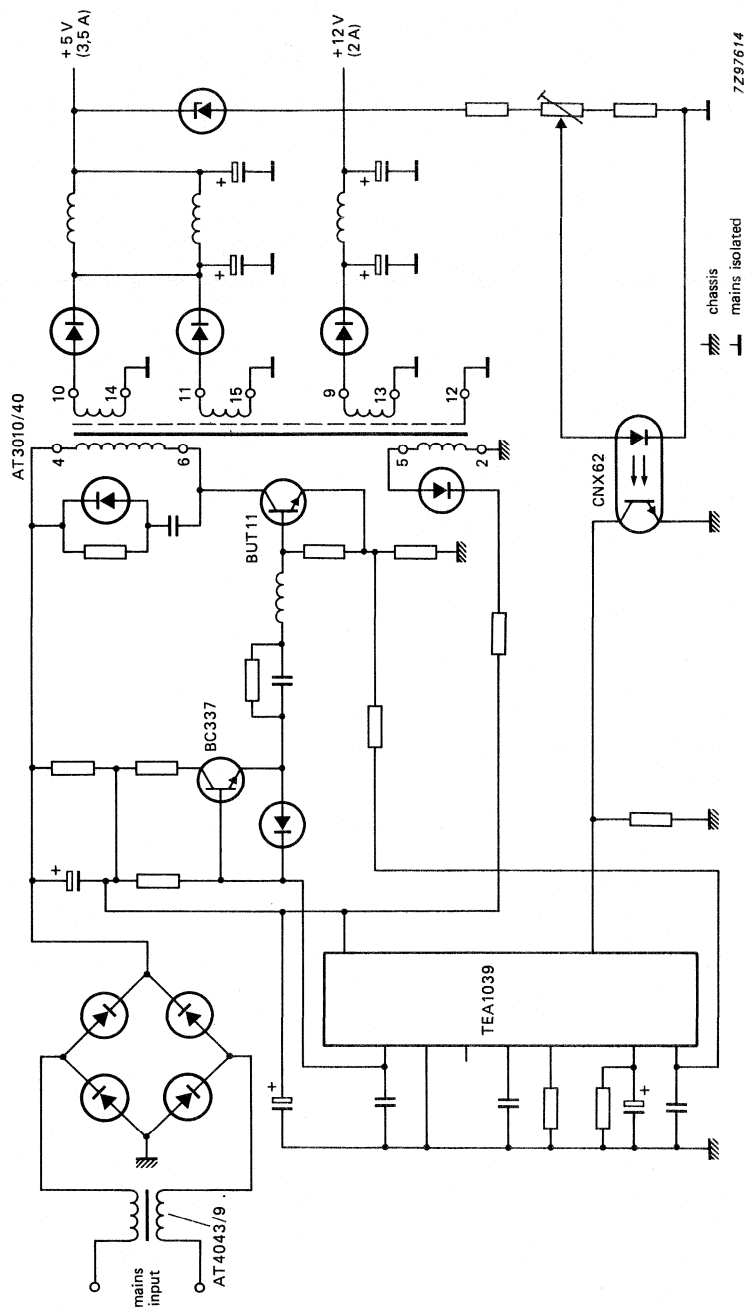 +5 V
(3,5 A)
+12 V
(2 A)
7Z97614
10
14
11
15
9
13
12
chassis
mains isolated
AT3010/40
4
6
5
2
BUT11
CNX62
BC337
TEA1039
AT4043/9 .
mains
input